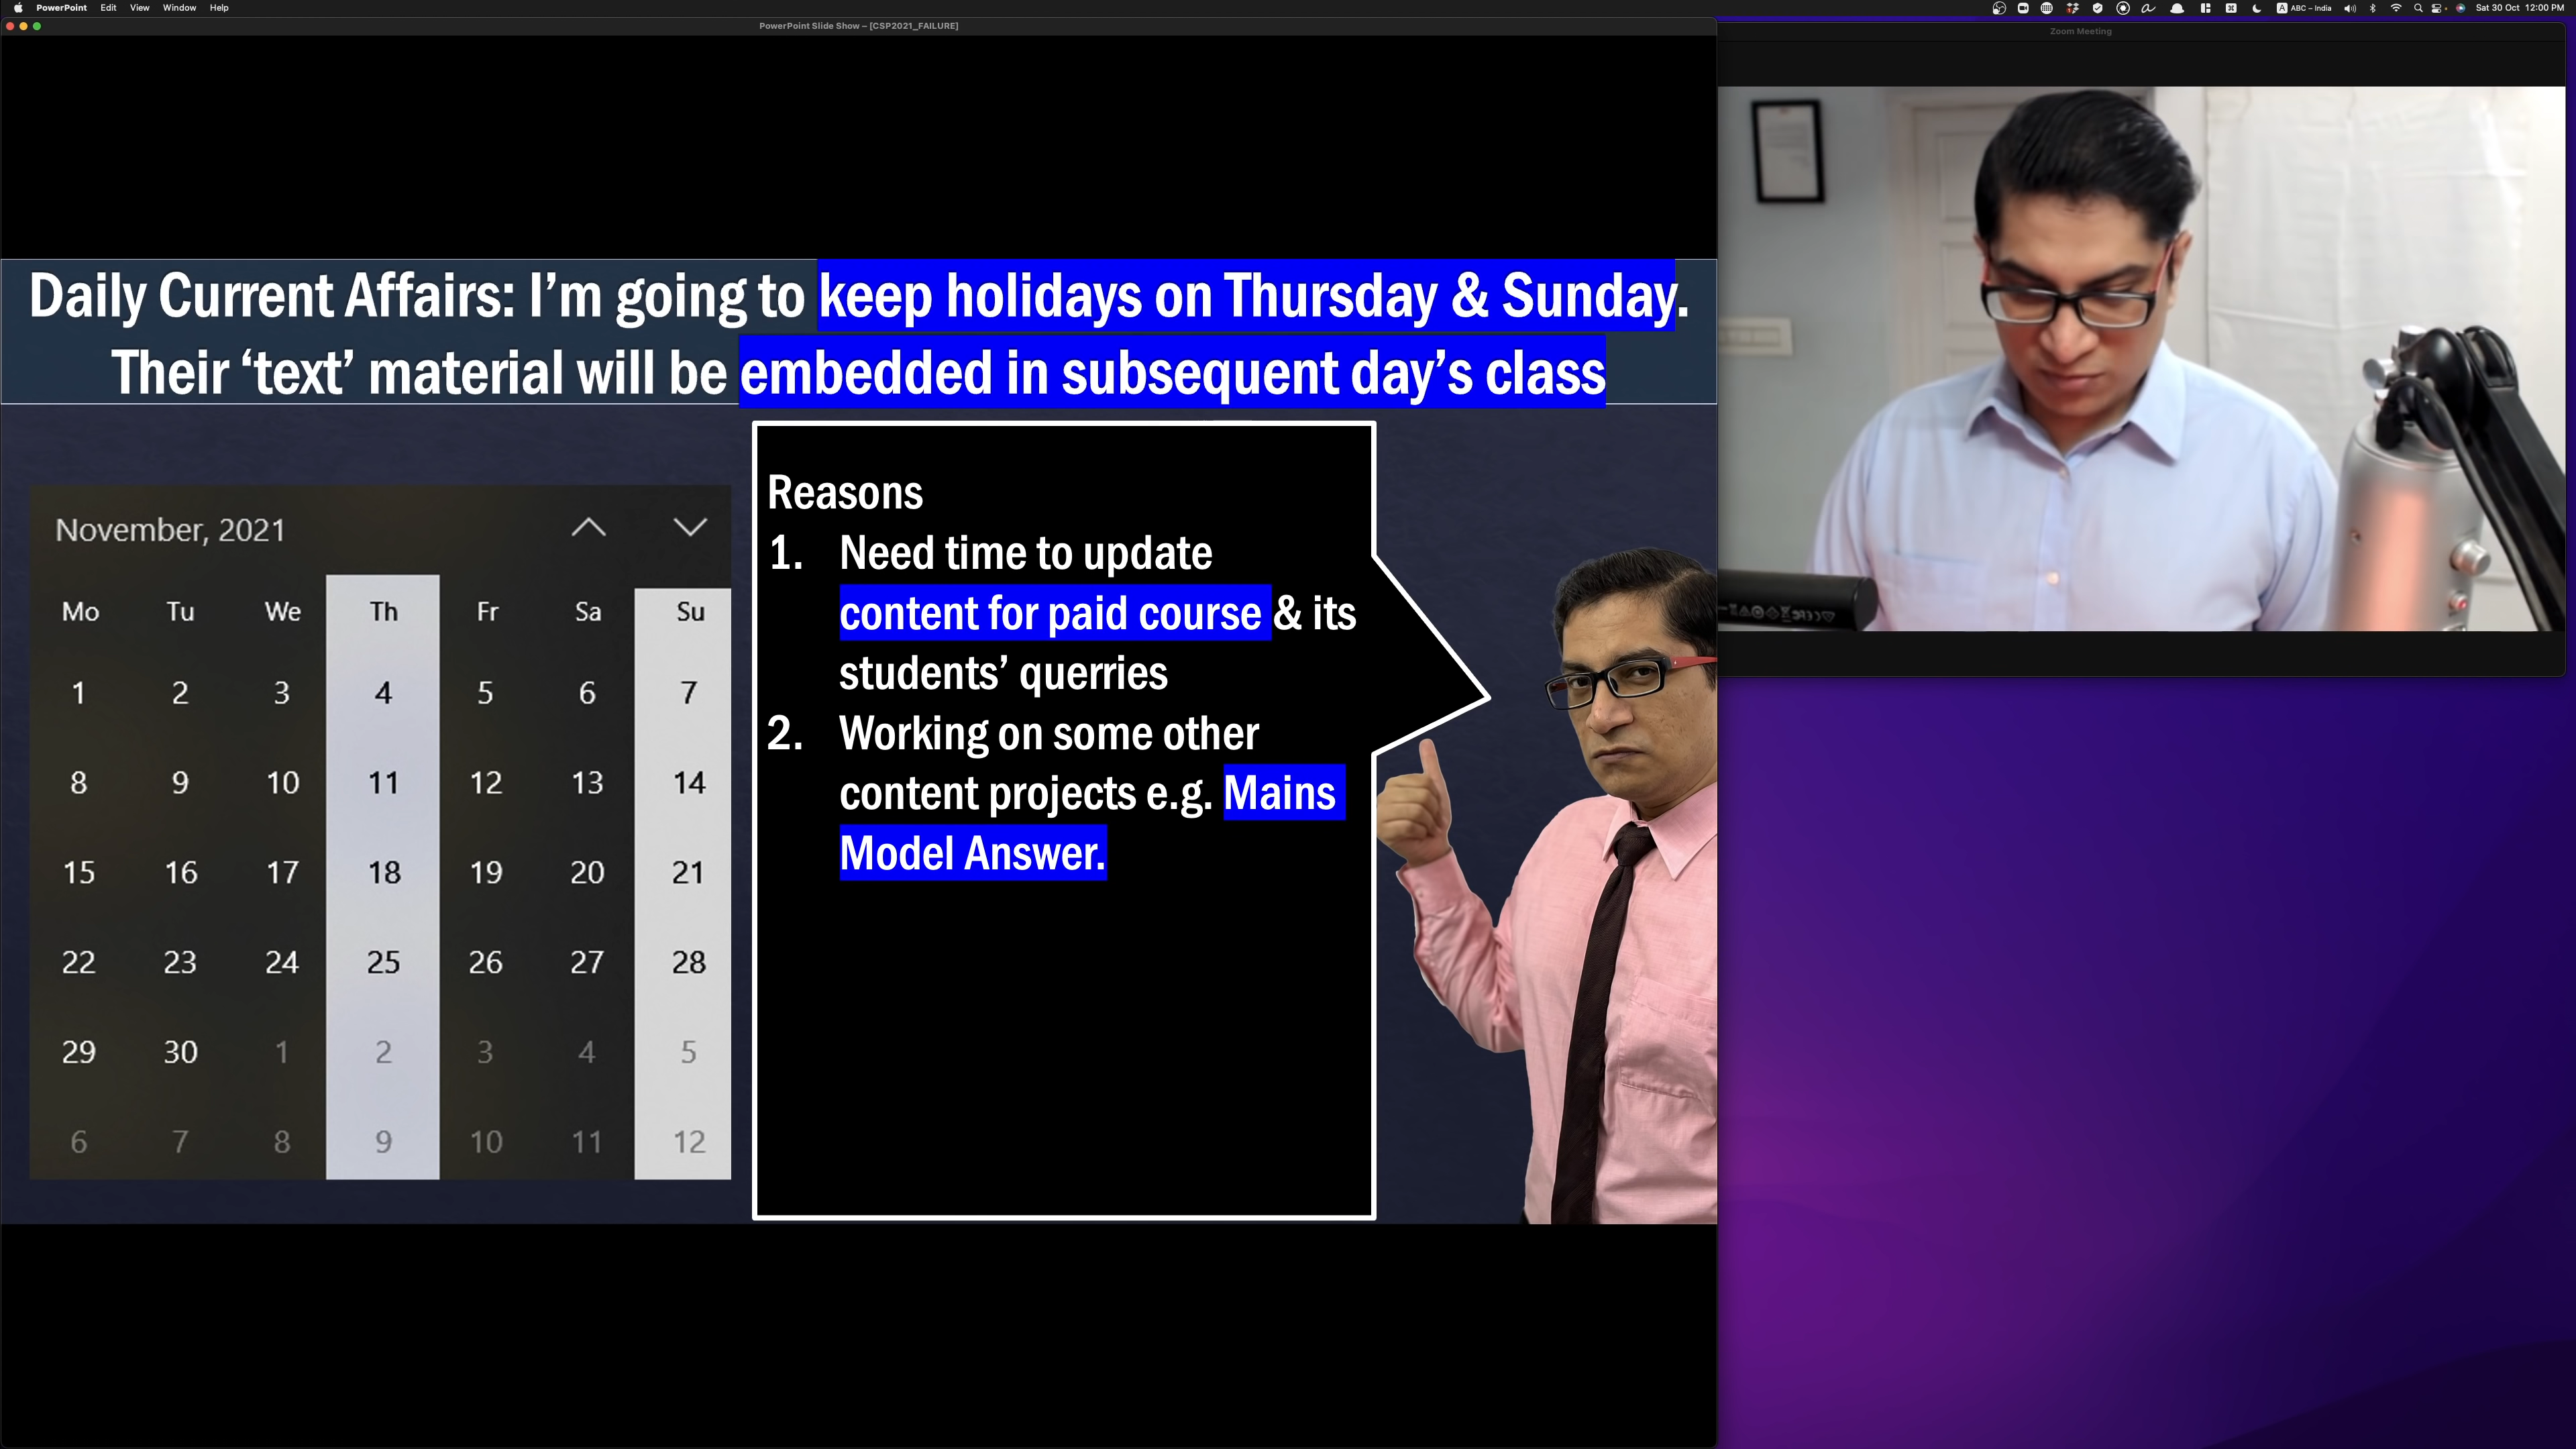 PowerPoint Edit View Window Help
ABC – India Sat 30 Oct 12:00 PM
PowerPoint Slide Show – [CSP2021_FAILURE]
Zoom Meeting
Daily Current Affairs: I’m going to keep holidays on Thursday & Sunday.
Their ‘text’ material will be embedded in subsequent day’s class
November, 2021
Mo Tu We Th Fr Sa Su
1 2 3 4 5 6 7
8 9 10 11 12 13 14
15 16 17 18 19 20 21
22 23 24 25 26 27 28
29 30 1 2 3 4 5
6 7 8 9 10 11 12
Reasons
1. Need time to update
content for paid course & its
students’ querries
2. Working on some other
content projects e.g. Mains
Model Answer.